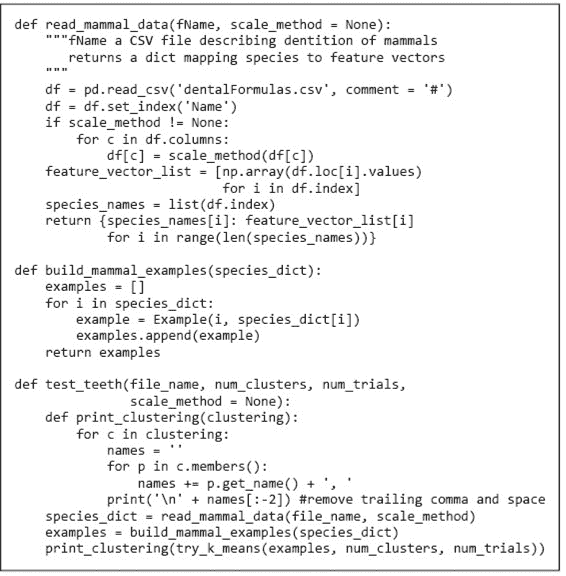 def read_mammal_data(fName, scale_method = None):
    """fName a CSV file describing dentition of mammals
       returns a dict mapping species to feature vectors
    """
    df = pd.read_csv('dentalFormulas.csv', comment = '#')
    df = df.set_index('Name')
    if scale_method != None:
        for c in df.columns:
            df[c] = scale_method(df[c])
    feature_vector_list = [np.array(df.loc[i].values)
                           for i in df.index]
    species_names = list(df.index)
    return {species_names[i]: feature_vector_list[i]
            for i in range(len(species_names))}

def build_mammal_examples(species_dict):
    examples = []
    for i in species_dict:
        example = Example(i, species_dict[i])
        examples.append(example)
    return examples

def test_teeth(file_name, num_clusters, num_trials,
               scale_method = None):
    def print_clustering(clustering):
        for c in clustering:
            names = ''
            for p in c.members():
                names += p.get_name() + ', '
            print('\n' + names[:-2]) #remove trailing comma and space
    species_dict = read_mammal_data(file_name, scale_method)
    examples = build_mammal_examples(species_dict)
    print_clustering(try_k_means(examples, num_clusters, num_trials))